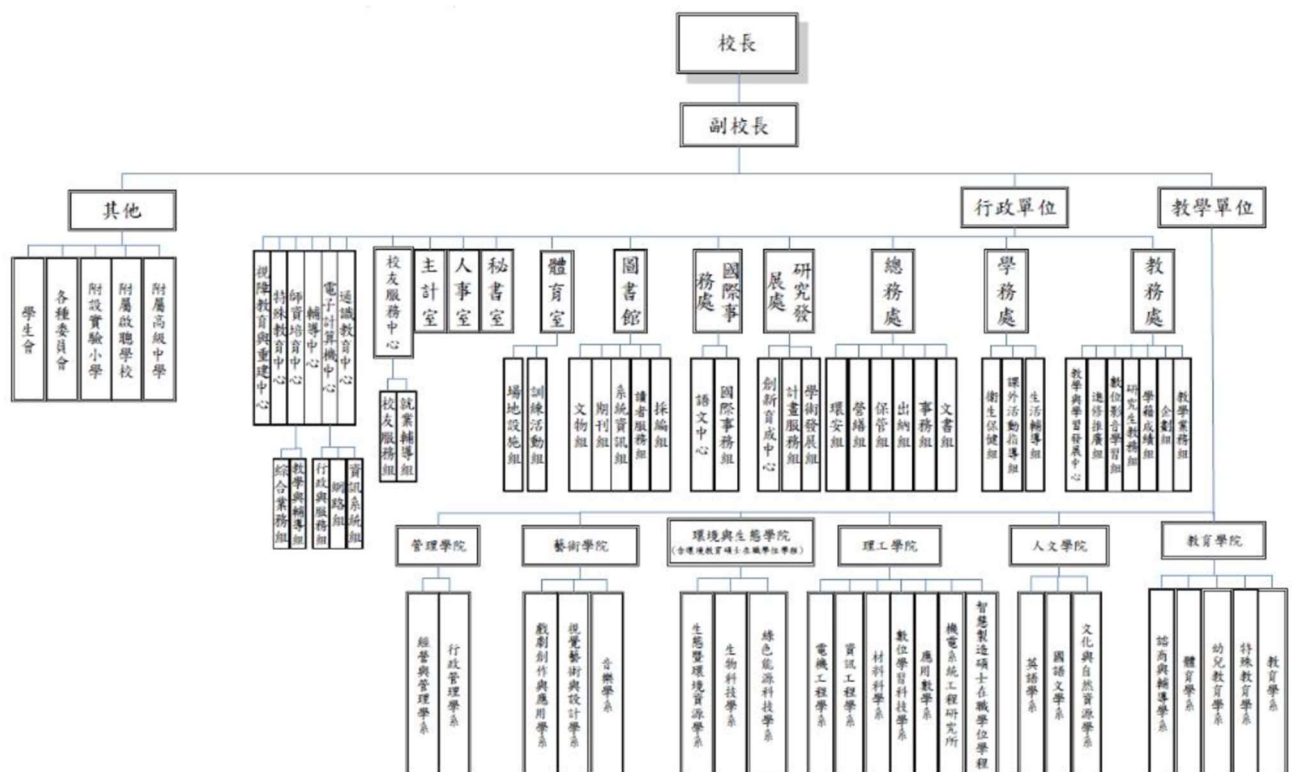 校長
副校長
其他
行政單位
教學單位
學生會
各種委員會
附設實驗小學
附屬啟聰學校
附屬高級中學
視障教育與重建中心
特殊教育中心
師資培育中心
輔導中心
電子計算機中心
通識教育中心
校友服務中心
主計室
人事室
秘書室
體育室
圖書館
國際事務處
研究發展處
總務處
學務處
教務處
綜合業務組
教學與輔導組
行政與服務組
網路組
資訊系統組
校友服務組
就業輔導組
場地設施組
訓練活動組
文物組
期刊組
系統資訊組
讀者服務組
採編組
語文中心
國際事務組
創新育成中心
計畫服務組
學術發展組
環安組
營繕組
保管組
出納組
事務組
文書組
衛生保健組
課外活動指導組
生活輔導組
教學與學習發展中心
進修推廣組
數位影音學習組
研究生教務組
學籍成績組
企劃組
教學業務組
管理學院
藝術學院
環境與生態學院
(含環境教育碩士在職學位學程)
理工學院
人文學院
教育學院
經營與管理學系
行政管理學系
戲劇創作與應用學系
視覺藝術與設計學系
音樂學系
生態暨環境資源學系
生物科技學系
綠色能源科技學系
電機工程學系
資訊工程學系
材料科學系
數位學習科技學系
應用數學系
機電系統工程研究所
智慧製造碩士在職學位學程
英語學系
國語文學系
文化與自然資源學系
諮商與輔導學系
體育學系
幼兒教育學系
特殊教育學系
教育學系